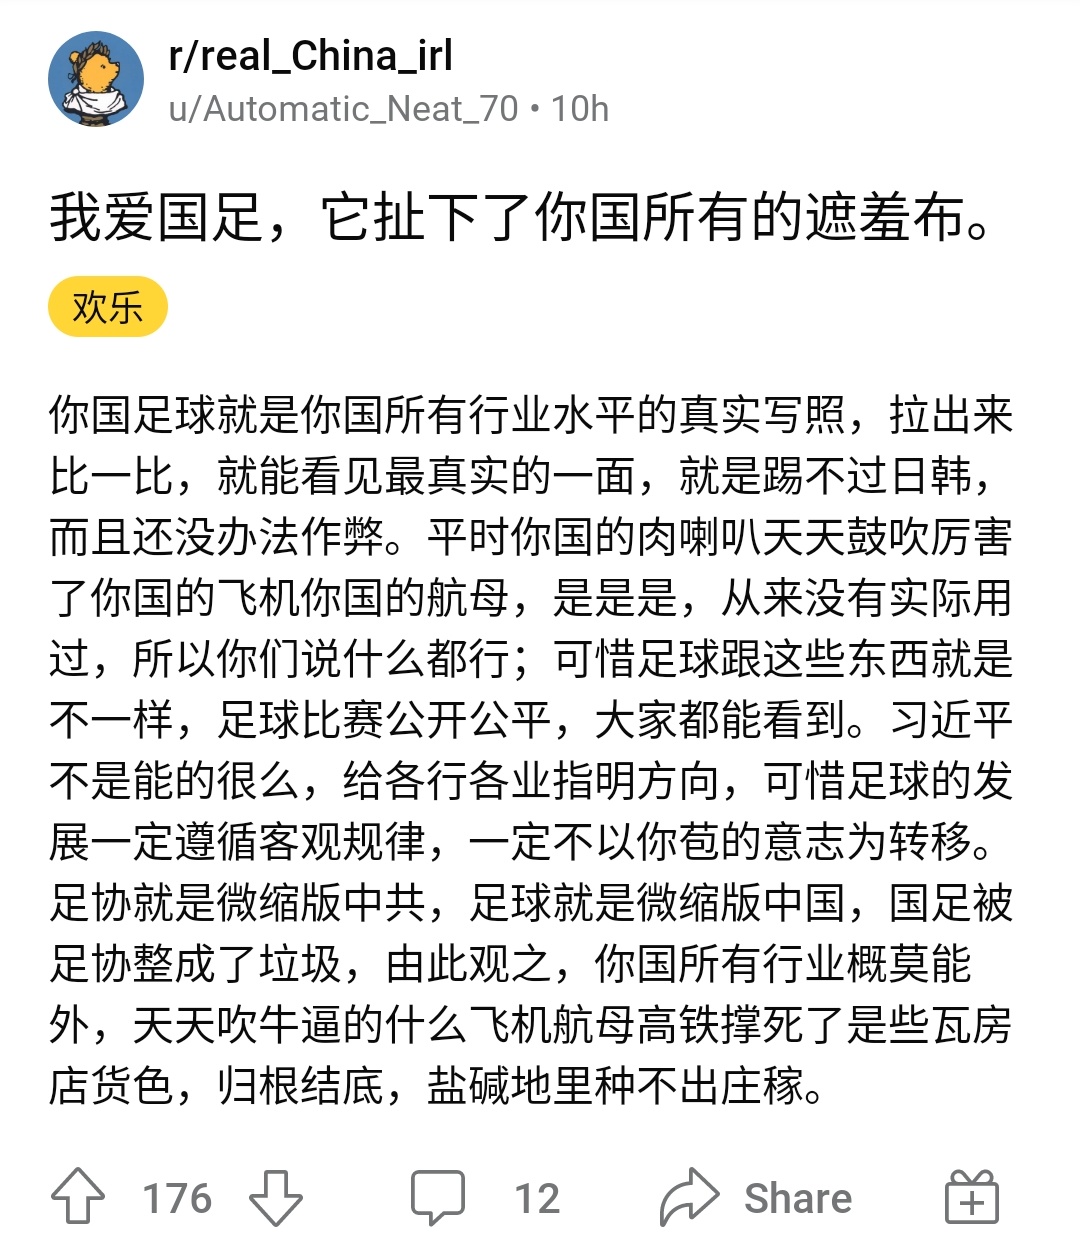 r/real_China_irl
u/Automatic_Neat_70 • 10h
我爱国足，它扯下了你国所有的遮羞布。
欢乐
你国足球就是你国所有行业水平的真实写照，拉出来
比一比，就能看见最真实的一面，就是踢不过日韩，
而且还没办法作弊。平时你国的肉喇叭天天鼓吹厉害
了你国的飞机你国的航母，是是是，从来没有实际用
过，所以你们说什么都行；可惜足球跟这些东西就是
不一样，足球比赛公开公平，大家都能看到。习近平
不是能的很么，给各行各业指明方向，可惜足球的发
展一定遵循客观规律，一定不以你苞的意志为转移。
足协就是微缩版中共，足球就是微缩版中国，国足被
足协整成了垃圾，由此观之，你国所有行业概莫能
外，天天吹牛逼的什么飞机航母高铁撑死了是些瓦房
店货色，归根结底，盐碱地里种不出庄稼。
176
12
Share